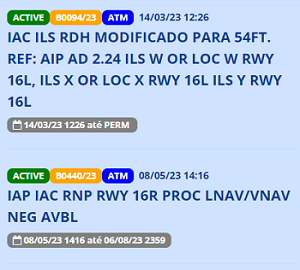 ACTIVE B0094/23 ATM 14/03/23 12:26
IAC ILS RDH MODIFICADO PARA 54FT.
REF: AIP AD 2.24 ILS W OR LOC W RWY
16L, ILS X OR LOC X RWY 16L ILS Y RWY
16L
14/03/23 1226 até PERM
ACTIVE B0440/23 ATM 08/05/23 14:16
IAP IAC RNP RWY 16R PROC LNAV/VNAV
NEG AVBL
08/05/23 1416 até 06/08/23 2359